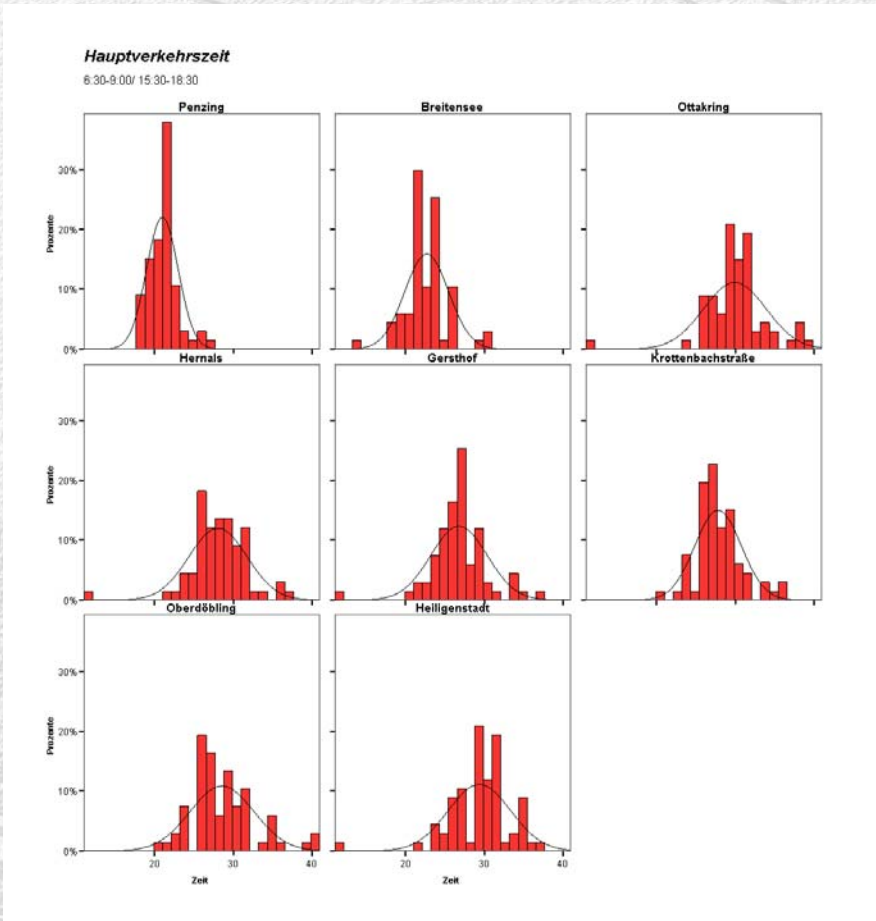 Hauptverkehrszeit
6:30-9:00/ 15:30-18:30
Penzing Breitensee Ottakring
30%
20%
10%
0%
Prozente
Hernals Gersthof Krottenbachstraße
30%
20%
10%
0%
Prozente
Oberdöbling Heiligenstadt
30%
20%
10%
0%
Prozente
20 30 40 20 30 40
Zeit Zeit